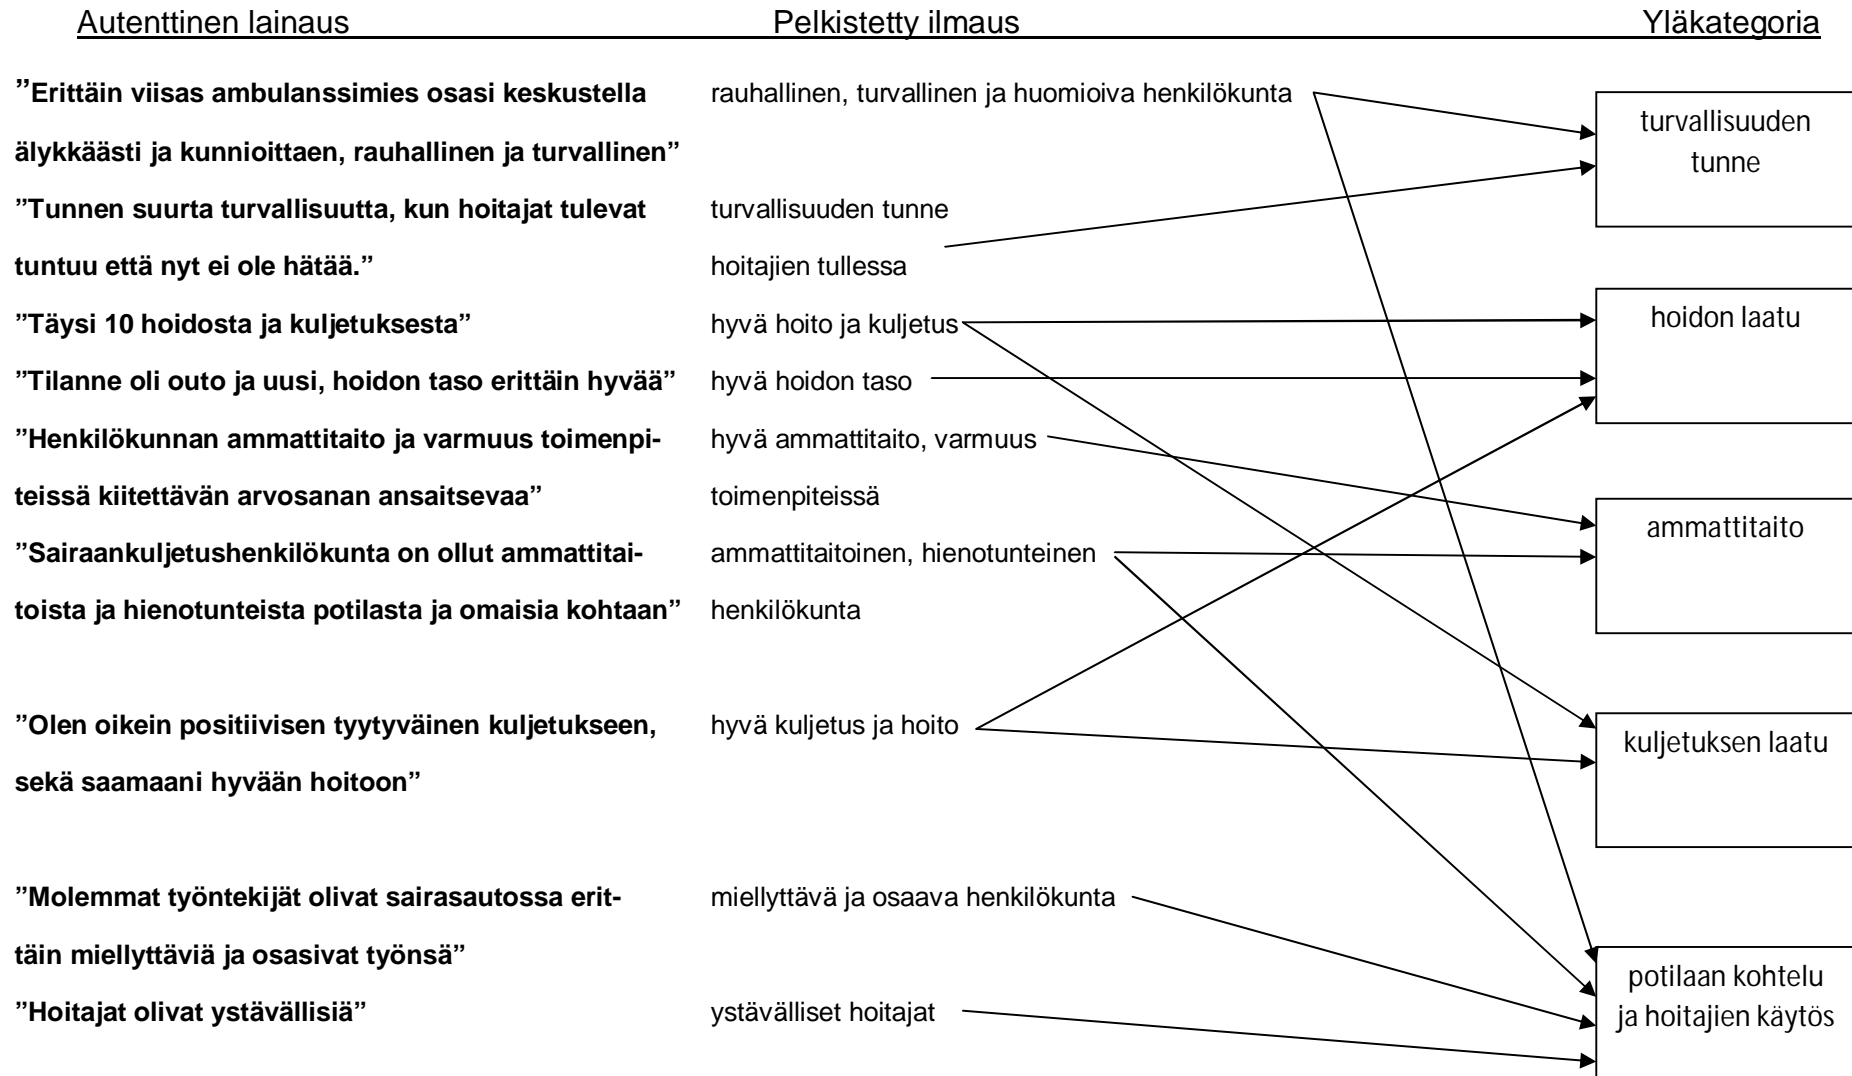 Autenttinen lainaus Pelkistetty ilmaus Yläkategoria
”Erittäin viisas ambulanssimies osasi keskustella rauhallinen, turvallinen ja huomioiva henkilökunta
turvallisuuden
älykkäästi ja kunnioittaen, rauhallinen ja turvallinen”
tunne
”Tunnen suurta turvallisuutta, kun hoitajat tulevat turvallisuuden tunne
tuntuu että nyt ei ole hätää.” hoitajien tullessa
”Täysi 10 hoidosta ja kuljetuksesta” hyvä hoito ja kuljetus hoidon laatu
”Tilanne oli outo ja uusi, hoidon taso erittäin hyvää” hyvä hoidon taso
”Henkilökunnan ammattitaito ja varmuus toimenpi- hyvä ammattitaito, varmuus
teissä kiitettävän arvosanan ansaitsevaa” toimenpiteissä
ammattitaito
”Sairaankuljetushenkilökunta on ollut ammattitai- ammattitaitoinen, hienotunteinen
toista ja hienotunteista potilasta ja omaisia kohtaan” henkilökunta
”Olen oikein positiivisen tyytyväinen kuljetukseen, hyvä kuljetus ja hoito kuljetuksen laatu
sekä saamaani hyvään hoitoon”
”Molemmat työntekijät olivat sairasautossa erit- miellyttävä ja osaava henkilökunta
täin miellyttäviä ja osasivat työnsä”
potilaan kohtelu
”Hoitajat olivat ystävällisiä” ystävälliset hoitajat ja hoitajien käytös